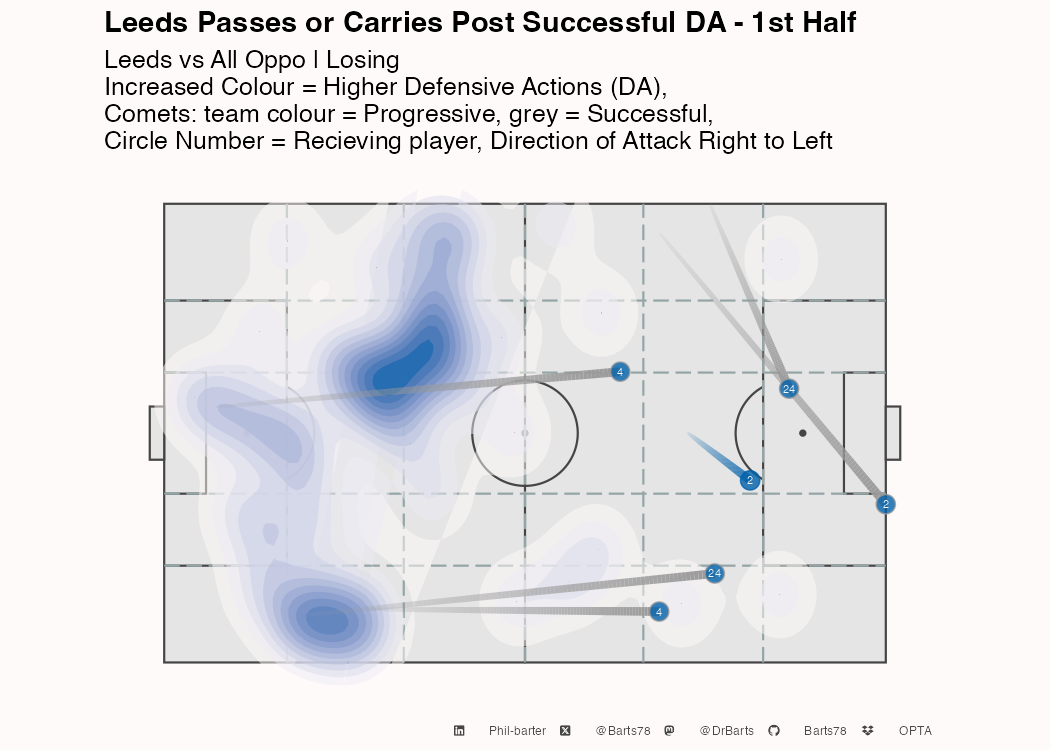 Leeds Passes or Carries Post Successful DA - 1st Half
Leeds vs All Oppo | Losing
Increased Colour = Higher Defensive Actions (DA),
Comets: team colour = Progressive, grey = Successful,
Circle Number = Recieving player, Direction of Attack Right to Left
4
24
2
2
24
4
Phil-barter @Barts78 @DrBarts Barts78 OPTA